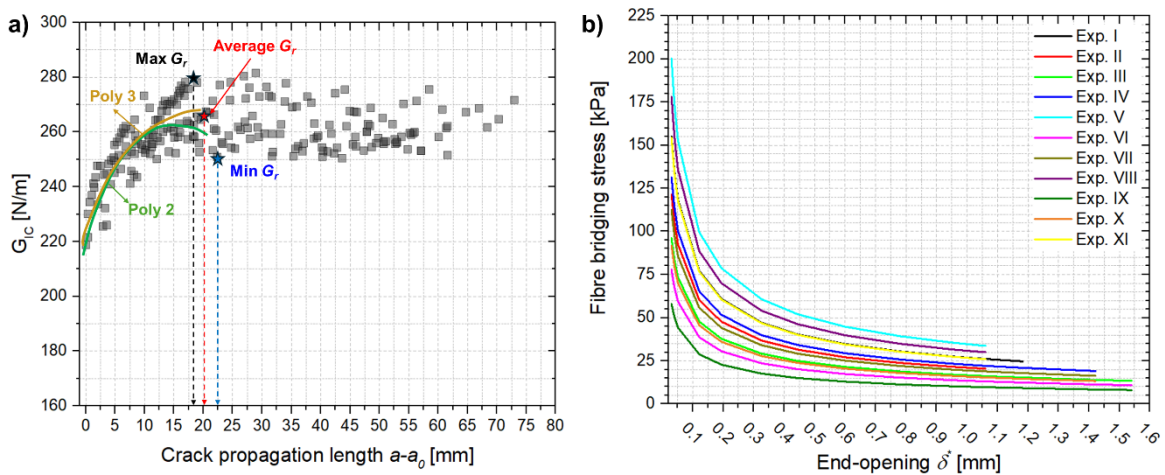 a)
Max Gr
Average Gr
Poly 3
Poly 2
Min Gr
GIC [N/m]
300
280
260
240
220
200
180
160
0 5 10 15 20 25 30 35 40 45 50 55 60 65 70 75 80
Crack propagation length a-a0 [mm]
b)
Fibre bridging stress [kPa]
225
200
175
150
125
100
75
50
25
0
Exp. I
Exp. II
Exp. III
Exp. IV
Exp. V
Exp. VI
Exp. VII
Exp. VIII
Exp. IX
Exp. X
Exp. XI
0.1 0.2 0.3 0.4 0.5 0.6 0.7 0.8 0.9 1.0 1.1 1.2 1.3 1.4 1.5 1.6
End-opening δ* [mm]